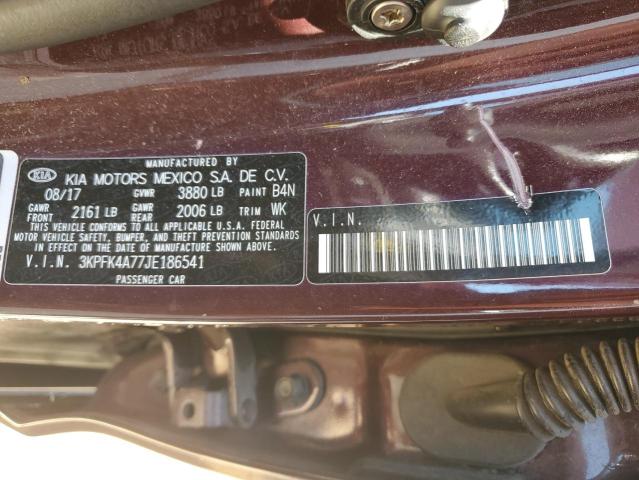 MANUFACTURED BY
KIA KIA MOTORS MEXICO S.A. DE C.V.
08/17 GVWR 3880 LB PAINT B4N
GAWR FRONT 2161 LB GAWR REAR 2006 LB TRIM WK
THIS VEHICLE CONFORMS TO ALL APPLICABLE U.S.A. FEDERAL
MOTOR VEHICLE SAFETY, BUMPER, AND THEFT PREVENTION STANDARDS
IN EFFECT ON THE DATE OF MANUFACTURE SHOWN ABOVE.
V.I.N. 3KPFK4A77JE186541
PASSENGER CAR
V.I.N.